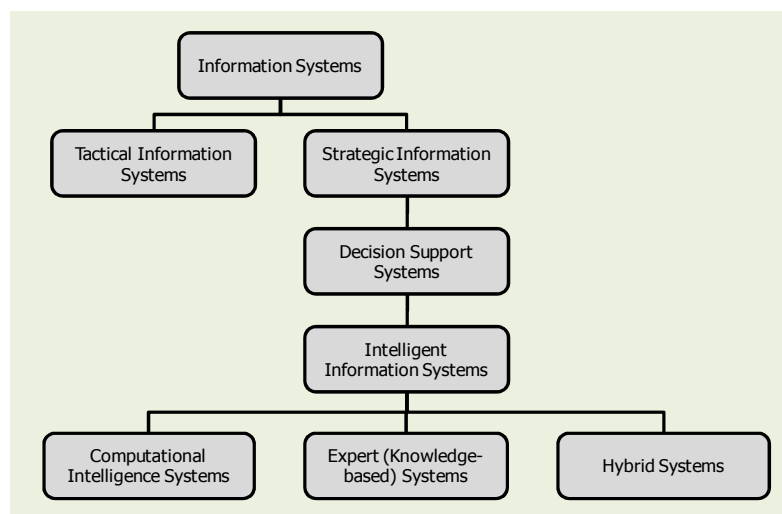 Information Systems
Tactical Information
Systems
Strategic Information
Systems
Decision Support
Systems
Intelligent
Information Systems
Computational
Intelligence Systems
Expert (Knowledge-
based) Systems
Hybrid Systems